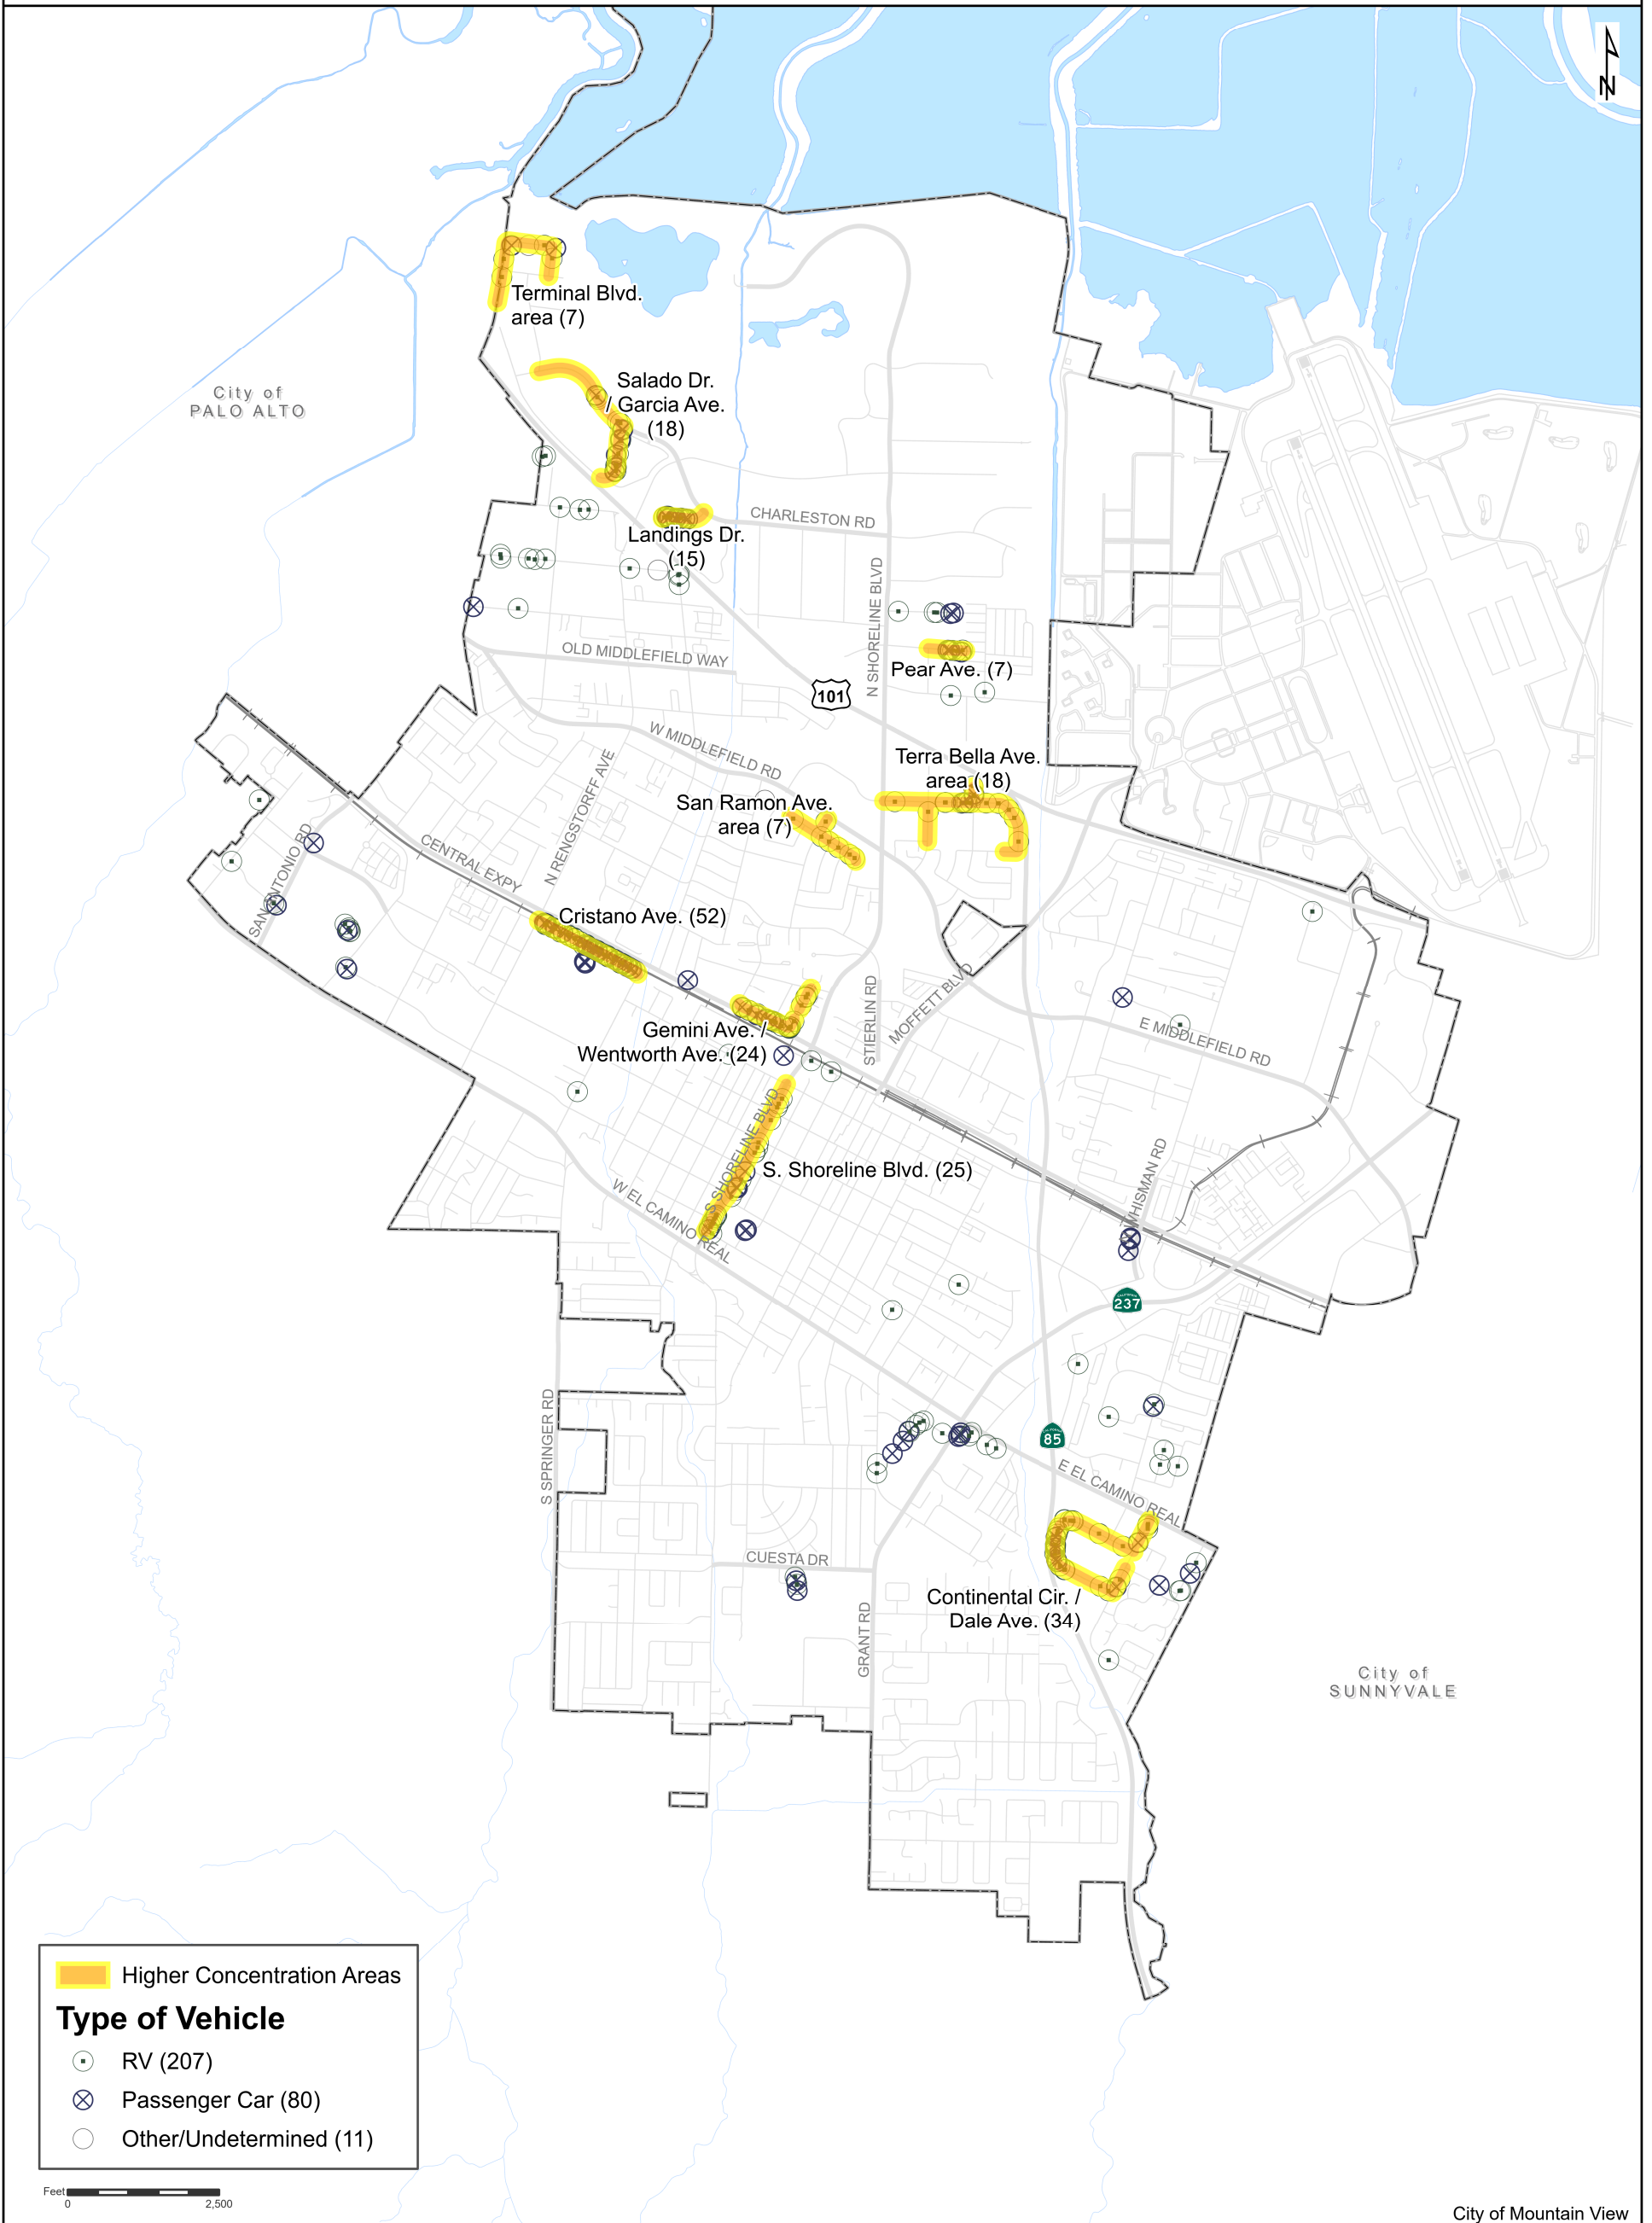 N
Terminal Blvd.
area (7)
City of
PALO ALTO
Salado Dr.
/ Garcia Ave.
(18)
CHARLESTON RD
Landings Dr.
(15)
N SHORELINE BLVD
OLD MIDDLEFIELD WAY
Pear Ave. (7)
101
W MIDDLEFIELD RD
Terra Bella Ave.
area (18)
San Ramon Ave.
area (7)
N RENGSTORFF AVE
CENTRAL EXPY
SAN ANTONIO RD
Cristano Ave. (52)
STIERLIN RD
MOFFETT BLVD
Gemini Ave. /
Wentworth Ave. (24)
E MIDDLEFIELD RD
S SHORELINE BLVD
S. Shoreline Blvd. (25)
WHISMAN RD
W EL CAMINO REAL
237
S SPRINGER RD
85
E EL CAMINO REAL
CUESTA DR
Continental Cir. /
Dale Ave. (34)
GRANT RD
City of
SUNNYVALE
Higher Concentration Areas
Type of Vehicle
RV (207)
Passenger Car (80)
Other/Undetermined (11)
Feet
0 2,500
City of Mountain View